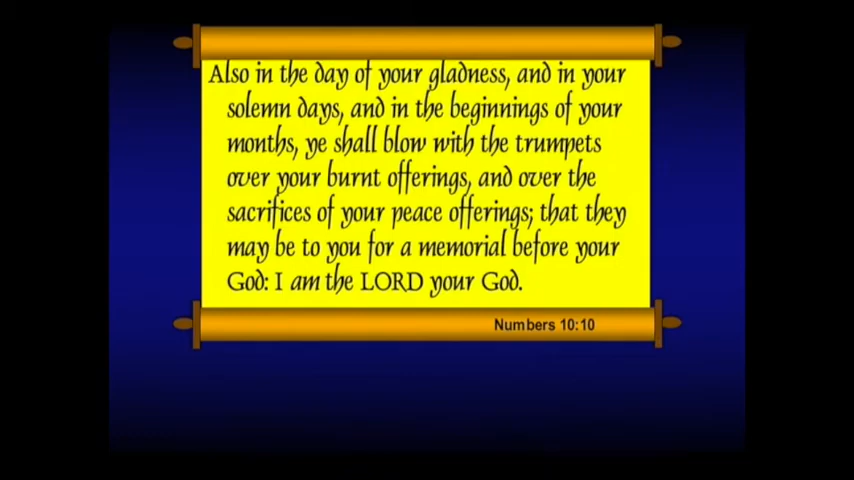 Also in the day of your gladness, and in your
solemn days, and in the beginnings of your
months, ye shall blow with the trumpets
over your burnt offerings, and over the
sacrifices of your peace offerings; that they
may be to you for a memorial before your
God: I am the LORD your God.
Numbers 10:10